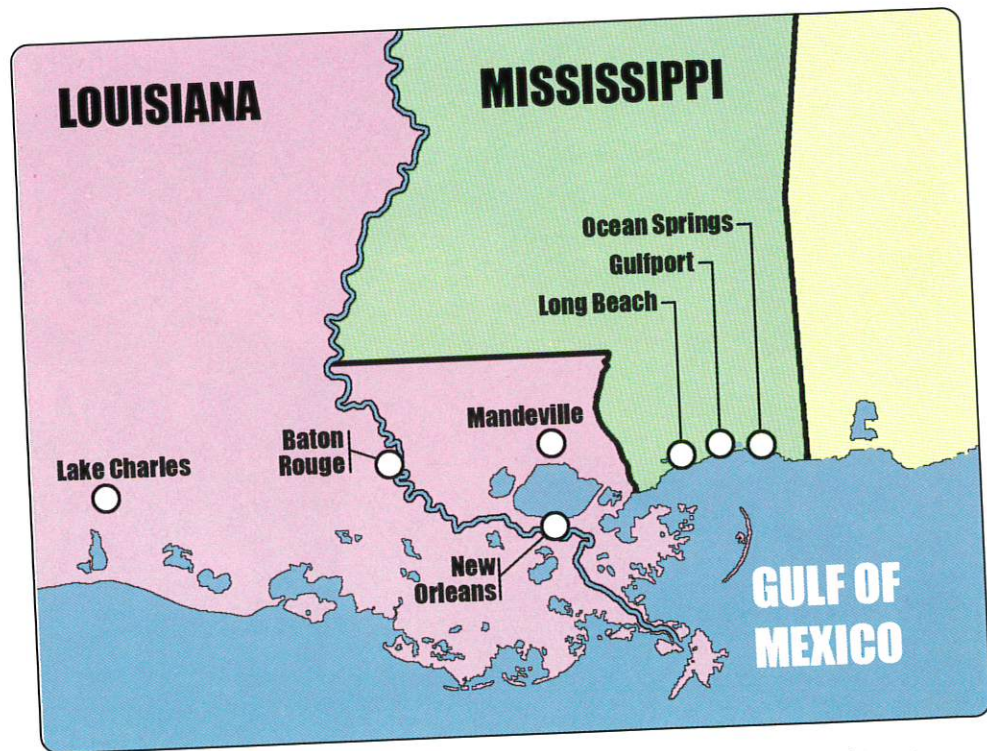 LOUISIANA
MISSISSIPPI
Ocean Springs
Gulfport
Long Beach
Mandeville
Baton
Rouge
Lake Charles
New
Orleans
GULF OF
MEXICO